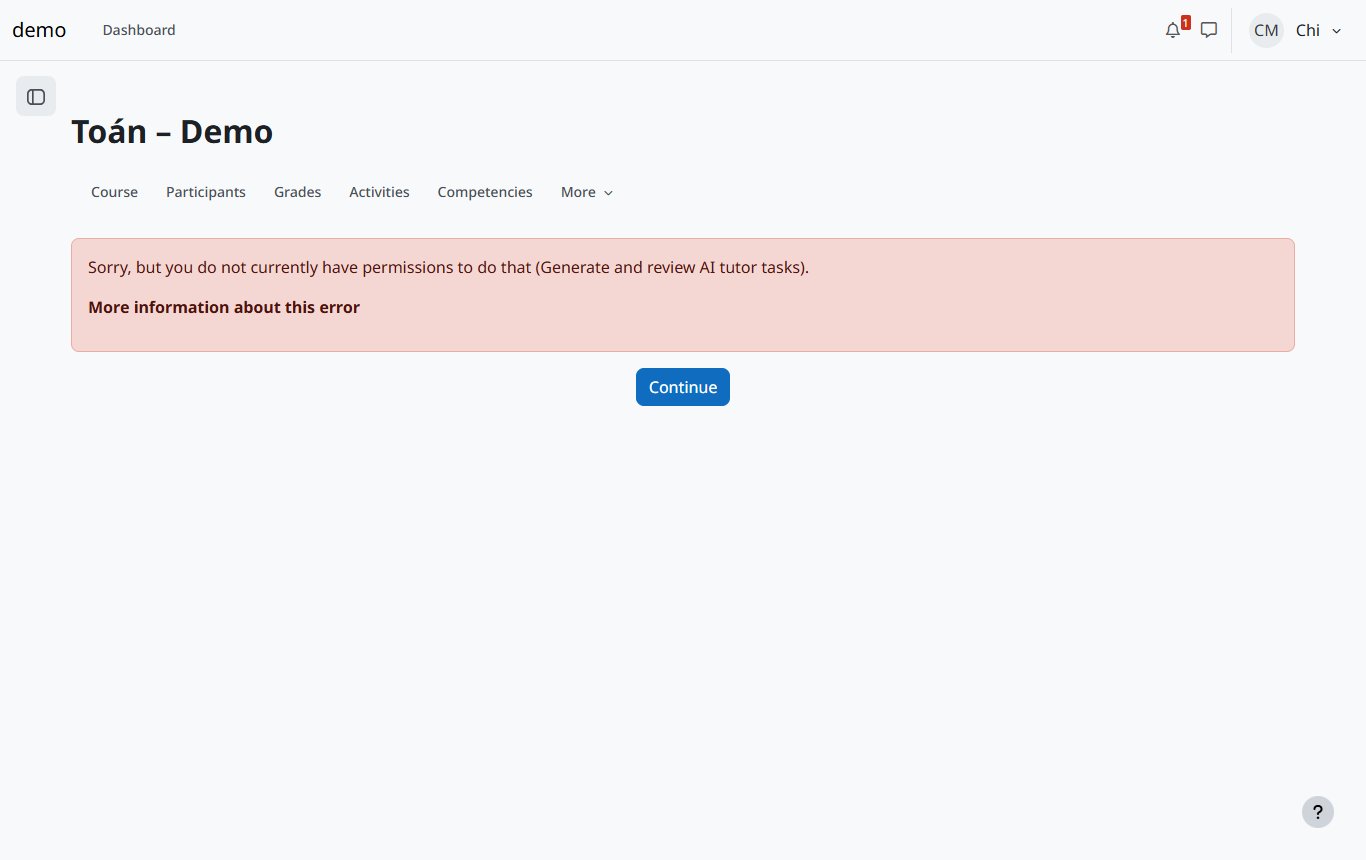 demo
Dashboard
1
CM
Chi
Toán – Demo
Course
Participants
Grades
Activities
Competencies
More
Sorry, but you do not currently have permissions to do that (Generate and review AI tutor tasks).
More information about this error
Continue
?